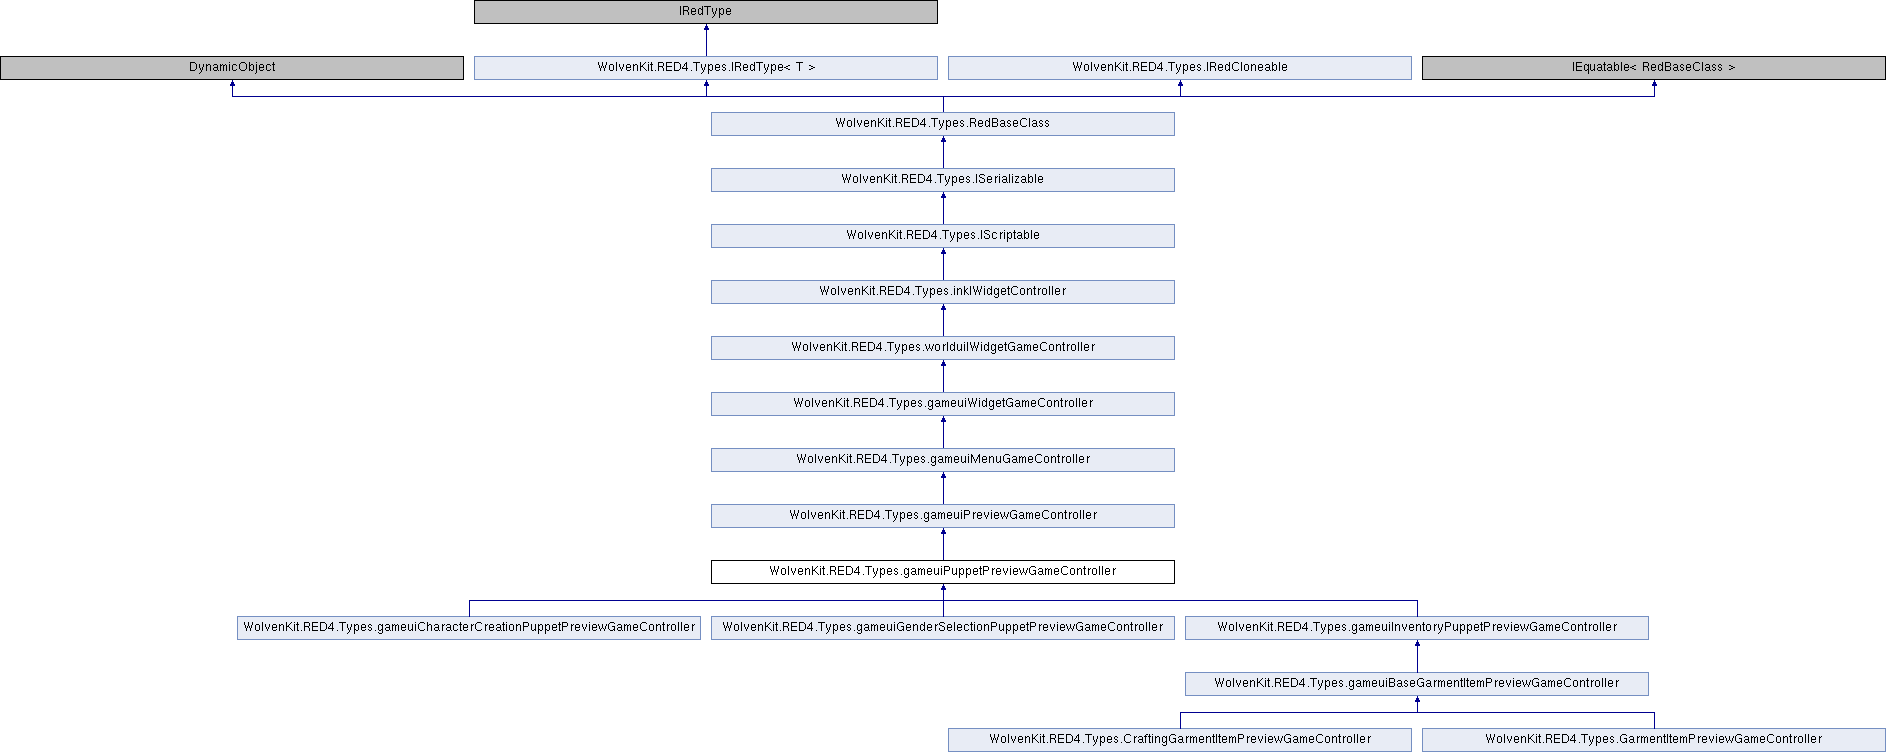 IRedType
DynamicObject
WolvenKit.RED4.Types.IRedType< T >
WolvenKit.RED4.Types.IRedCloneable
IEquatable< RedBaseClass >
WolvenKit.RED4.Types.RedBaseClass
WolvenKit.RED4.Types.ISerializable
WolvenKit.RED4.Types.IScriptable
WolvenKit.RED4.Types.inkIWidgetController
WolvenKit.RED4.Types.worlduiIWidgetGameController
WolvenKit.RED4.Types.gameuiWidgetGameController
WolvenKit.RED4.Types.gameuiMenuGameController
WolvenKit.RED4.Types.gameuiPreviewGameController
WolvenKit.RED4.Types.gameuiPuppetPreviewGameController
WolvenKit.RED4.Types.gameuiCharacterCreationPuppetPreviewGameController
WolvenKit.RED4.Types.gameuiGenderSelectionPuppetPreviewGameController
WolvenKit.RED4.Types.gameuiInventoryPuppetPreviewGameController
WolvenKit.RED4.Types.gameuiBaseGarmentItemPreviewGameController
WolvenKit.RED4.Types.CraftingGarmentItemPreviewGameController
WolvenKit.RED4.Types.GarmentItemPreviewGameController